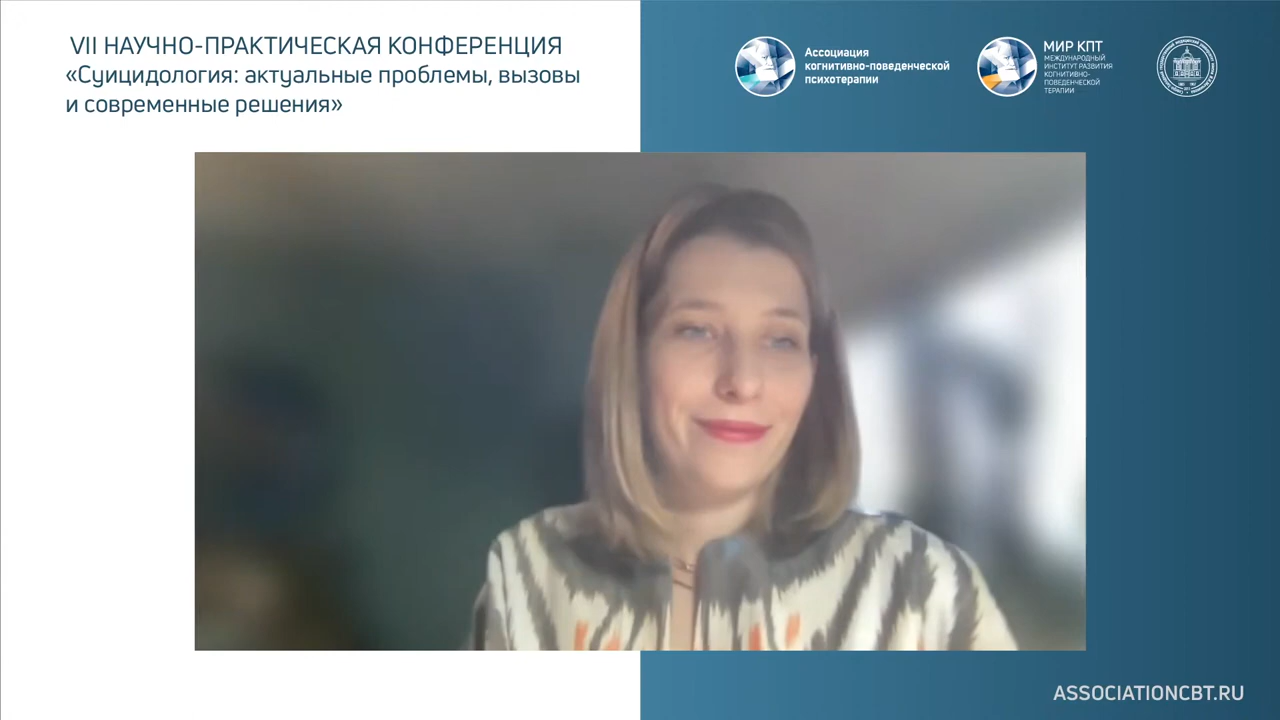 VII НАУЧНО-ПРАКТИЧЕСКАЯ КОНФЕРЕНЦИЯ
«Суицидология: актуальные проблемы, вызовы
и современные решения»
Ассоциация
когнитивно-поведенческой
психотерапии
МИР КПТ
МЕЖДУНАРОДНЫЙ
ИНСТИТУТ РАЗВИТИЯ
КОГНИТИВНО-
ПОВЕДЕНЧЕСКОЙ
ТЕРАПИИ
ASSOCIATIONCBT.RU